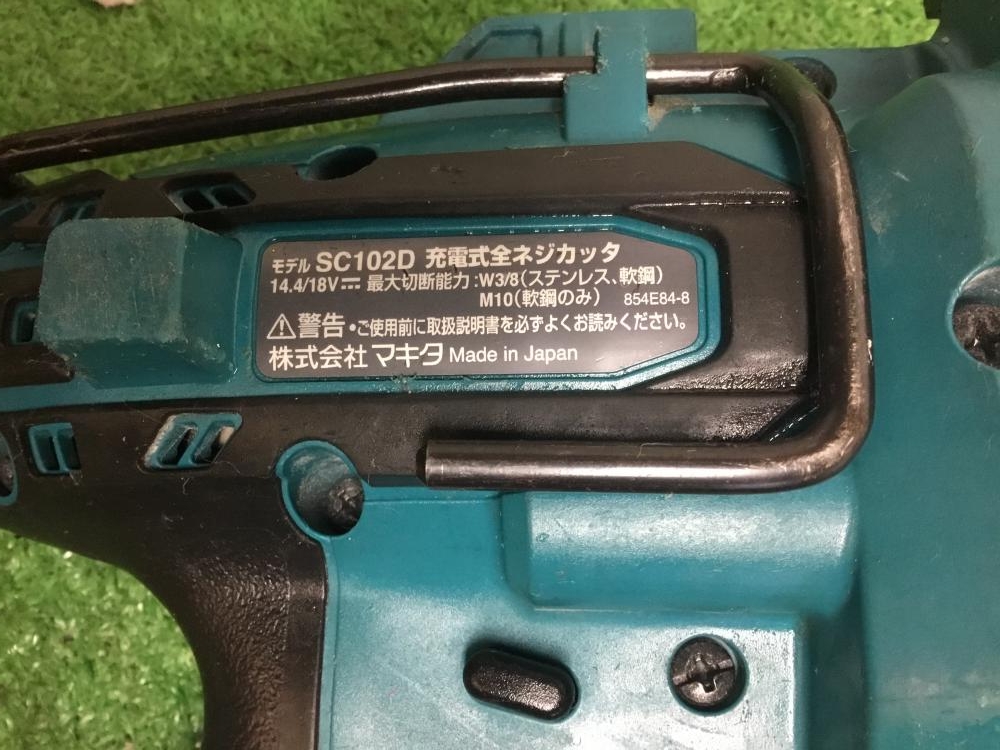 モデル SC102D 充電式全ネジカッタ
14.4/18V⎓ 最大切断能力:W3/8(ステンレス、軟鋼)
M10(軟鋼のみ) 854E84-8
⚠警告・ご使用前に取扱説明書を必ずよくお読みください。
株式会社 マキタ Made in Japan